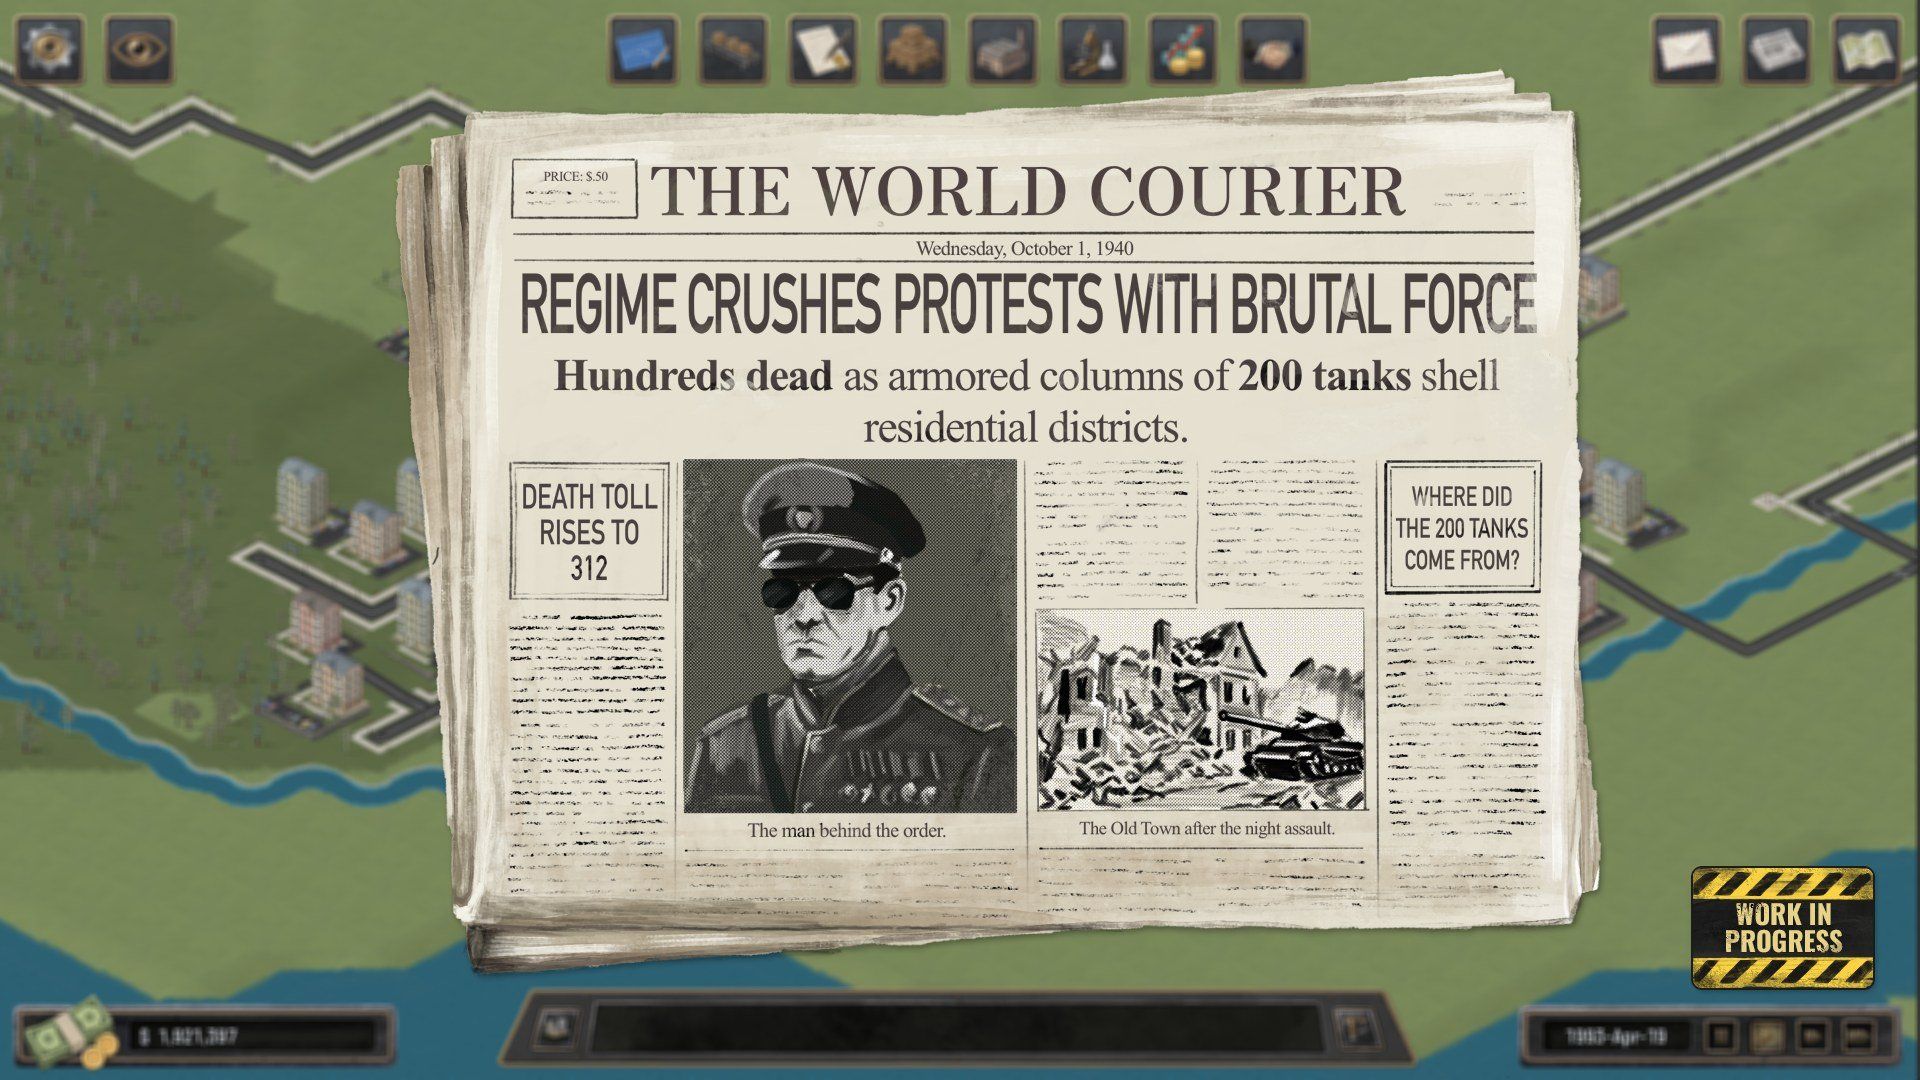 PRICE: $.50
THE WORLD COURIER
Wednesday, October 1, 1940
REGIME CRUSHES PROTESTS WITH BRUTAL FORCE
Hundreds dead as armored columns of 200 tanks shell
residential districts.
DEATH TOLL
RISES TO
312
WHERE DID
THE 200 TANKS
COME FROM?
The man behind the order.
The Old Town after the night assault.
WORK IN
PROGRESS